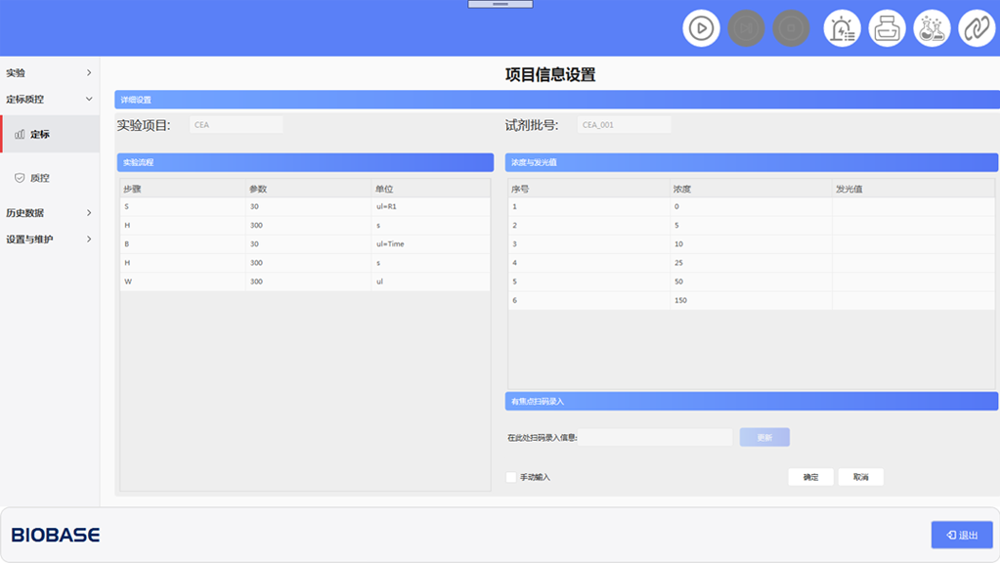 实验
定标质控
定标
质控
历史数据
设置与维护
项目信息设置
详细设置
实验项目: CEA 试剂批号: CEA_001
实验流程
步骤 参数 单位
S 30 ul=R1
H 300 s
B 30 ul=Time
H 300 s
W 300 ul
浓度与发光值
序号 浓度 发光值
1 0
2 5
3 10
4 25
5 50
6 150
有焦点扫码录入
在此处扫码录入信息: 更新
手动输入 确定 取消
BIOBASE 退出